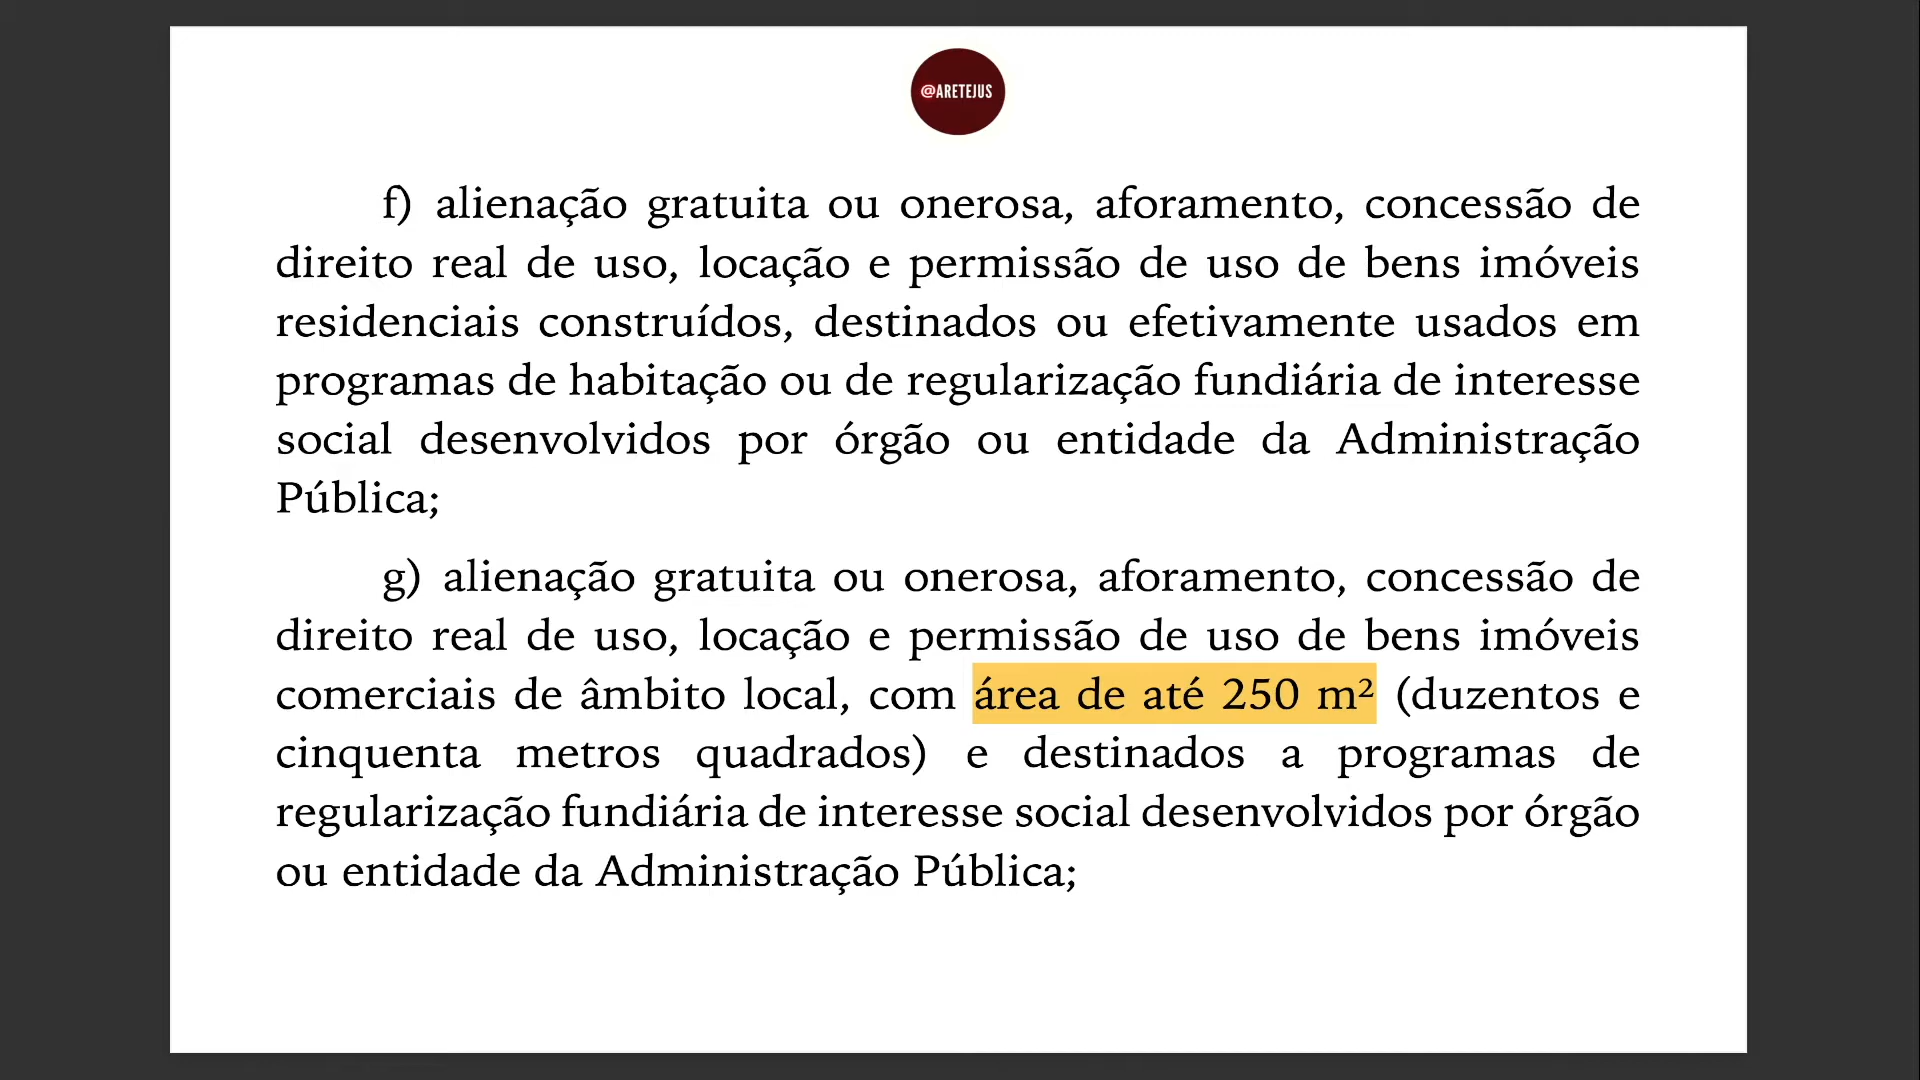 @ARETEJUS
f) alienação gratuita ou onerosa, aforamento, concessão de
direito real de uso, locação e permissão de uso de bens imóveis
residenciais construídos, destinados ou efetivamente usados em
programas de habitação ou de regularização fundiária de interesse
social desenvolvidos por órgão ou entidade da Administração
Pública;
g) alienação gratuita ou onerosa, aforamento, concessão de
direito real de uso, locação e permissão de uso de bens imóveis
comerciais de âmbito local, com área de até 250 m² (duzentos e
cinquenta metros quadrados) e destinados a programas de
regularização fundiária de interesse social desenvolvidos por órgão
ou entidade da Administração Pública;